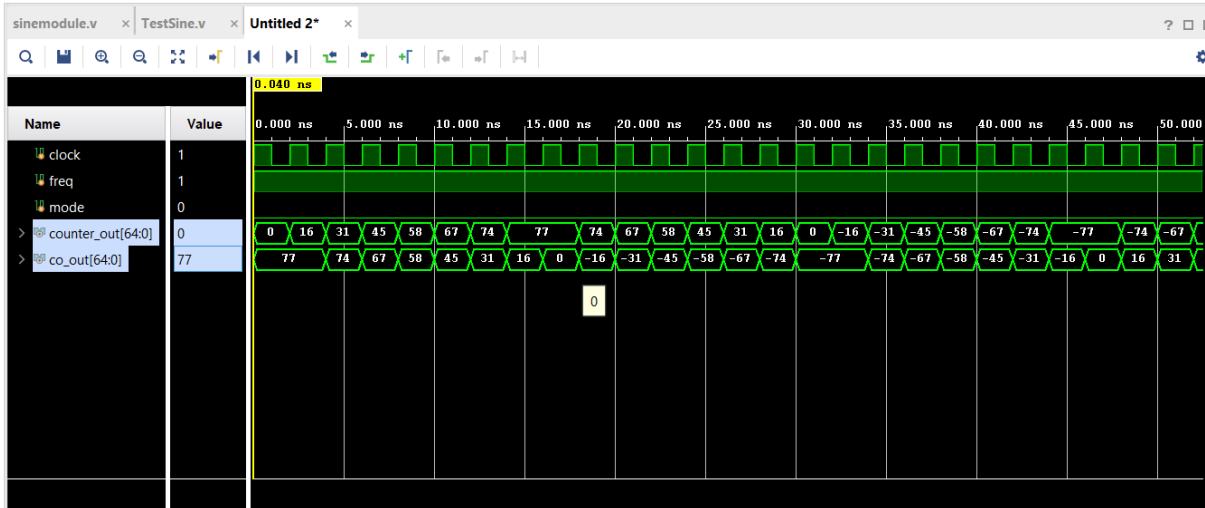 sinemodule.v × TestSine.v × Untitled 2* ×
?
0.040 ns
Name Value 0.000 ns 5.000 ns 10.000 ns 15.000 ns 20.000 ns 25.000 ns 30.000 ns 35.000 ns 40.000 ns 45.000 ns 50.000
clock 1
freq 1
mode 0
counter_out[64:0] 0 0 16 31 45 58 67 74 77 74 67 58 45 31 16 0 -16 -31 -45 -58 -67 -74 -77 -74 -67
co_out[64:0] 77 77 74 67 58 45 31 16 0 -16 -31 -45 -58 -67 -74 -77 -74 -67 -58 -45 -31 -16 0 16 31
0